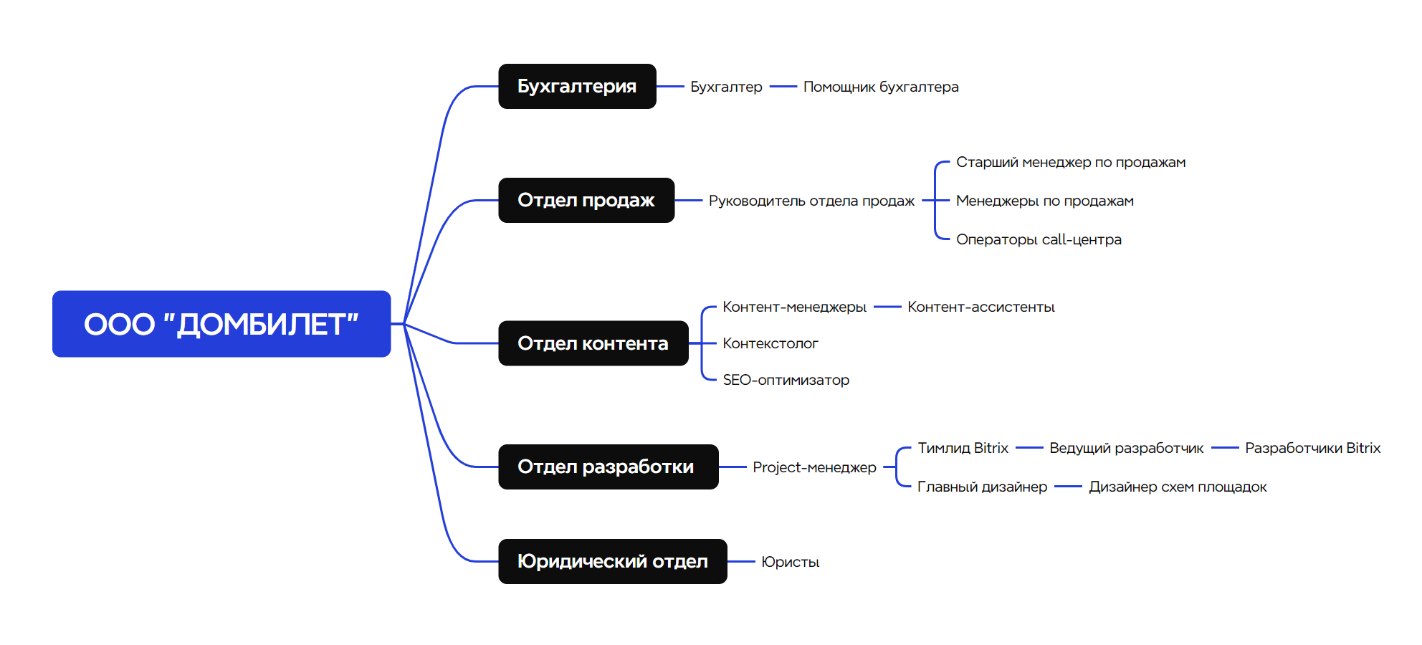 Бухгалтерия
Бухгалтер
Помощник бухгалтера
Отдел продаж
Руководитель отдела продаж
Старший менеджер по продажам
Менеджеры по продажам
Операторы call-центра
ООО "ДОМБИЛЕТ"
Отдел контента
Контент-менеджеры
Контент-ассистенты
Контекстолог
SEO-оптимизатор
Отдел разработки
Project-менеджер
Тимлид Bitrix
Ведущий разработчик
Разработчики Bitrix
Главный дизайнер
Дизайнер схем площадок
Юридический отдел
Юристы